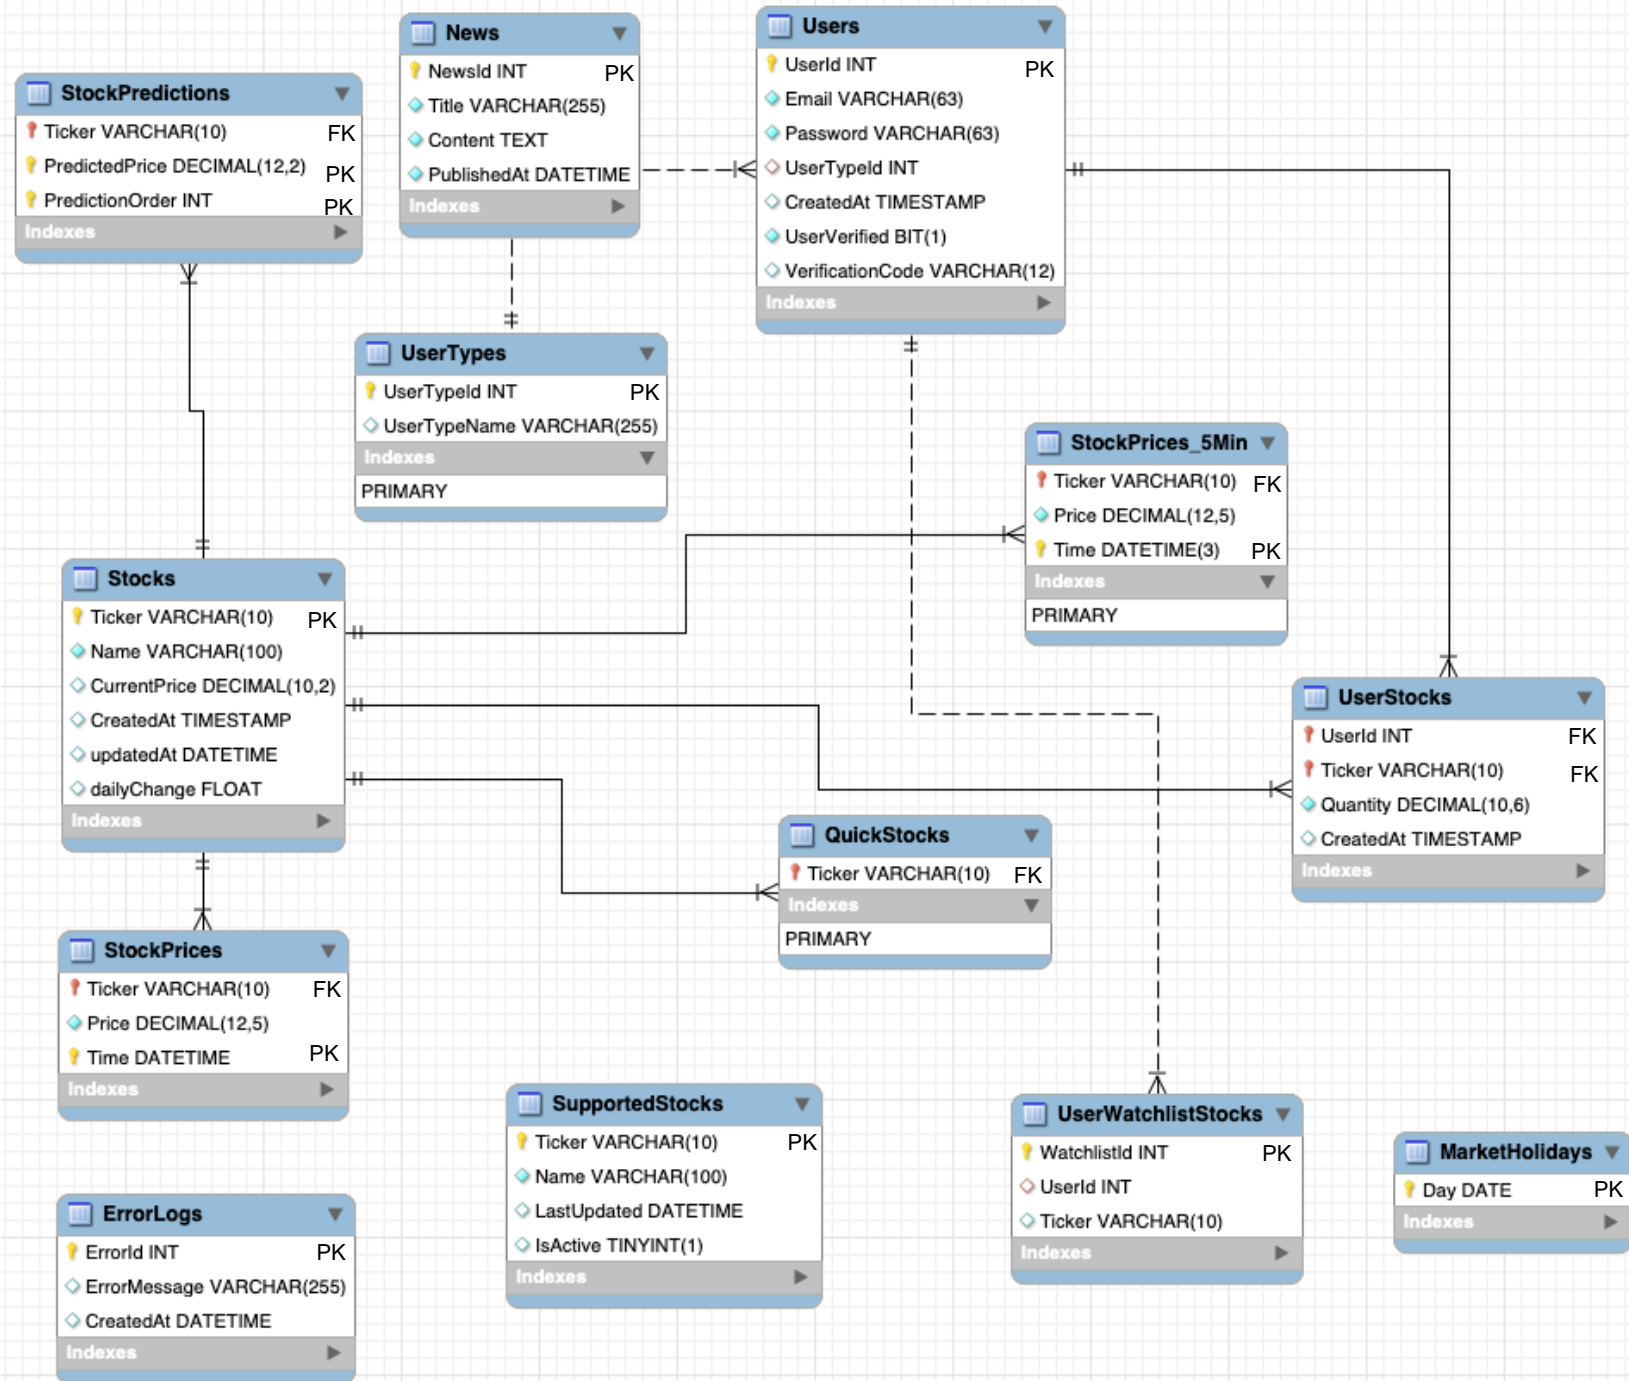 StockPredictions
Ticker VARCHAR(10) FK
PredictedPrice DECIMAL(12,2) PK
PredictionOrder INT PK
Indexes
News
NewsId INT PK
Title VARCHAR(255)
Content TEXT
PublishedAt DATETIME
Indexes
Users
UserId INT PK
Email VARCHAR(63)
Password VARCHAR(63)
UserTypeId INT
CreatedAt TIMESTAMP
UserVerified BIT(1)
VerificationCode VARCHAR(12)
Indexes
UserTypes
UserTypeId INT PK
UserTypeName VARCHAR(255)
Indexes
PRIMARY
StockPrices_5Min
Ticker VARCHAR(10) FK
Price DECIMAL(12,5)
Time DATETIME(3) PK
Indexes
PRIMARY
Stocks
Ticker VARCHAR(10) PK
Name VARCHAR(100)
CurrentPrice DECIMAL(10,2)
CreatedAt TIMESTAMP
updatedAt DATETIME
dailyChange FLOAT
Indexes
UserStocks
UserId INT FK
Ticker VARCHAR(10) FK
Quantity DECIMAL(10,6)
CreatedAt TIMESTAMP
Indexes
QuickStocks
Ticker VARCHAR(10) FK
Indexes
PRIMARY
StockPrices
Ticker VARCHAR(10) FK
Price DECIMAL(12,5)
Time DATETIME PK
Indexes
SupportedStocks
Ticker VARCHAR(10) PK
Name VARCHAR(100)
LastUpdated DATETIME
IsActive TINYINT(1)
Indexes
UserWatchlistStocks
WatchlistId INT PK
UserId INT
Ticker VARCHAR(10)
Indexes
MarketHolidays
Day DATE PK
Indexes
ErrorLogs
ErrorId INT PK
ErrorMessage VARCHAR(255)
CreatedAt DATETIME
Indexes